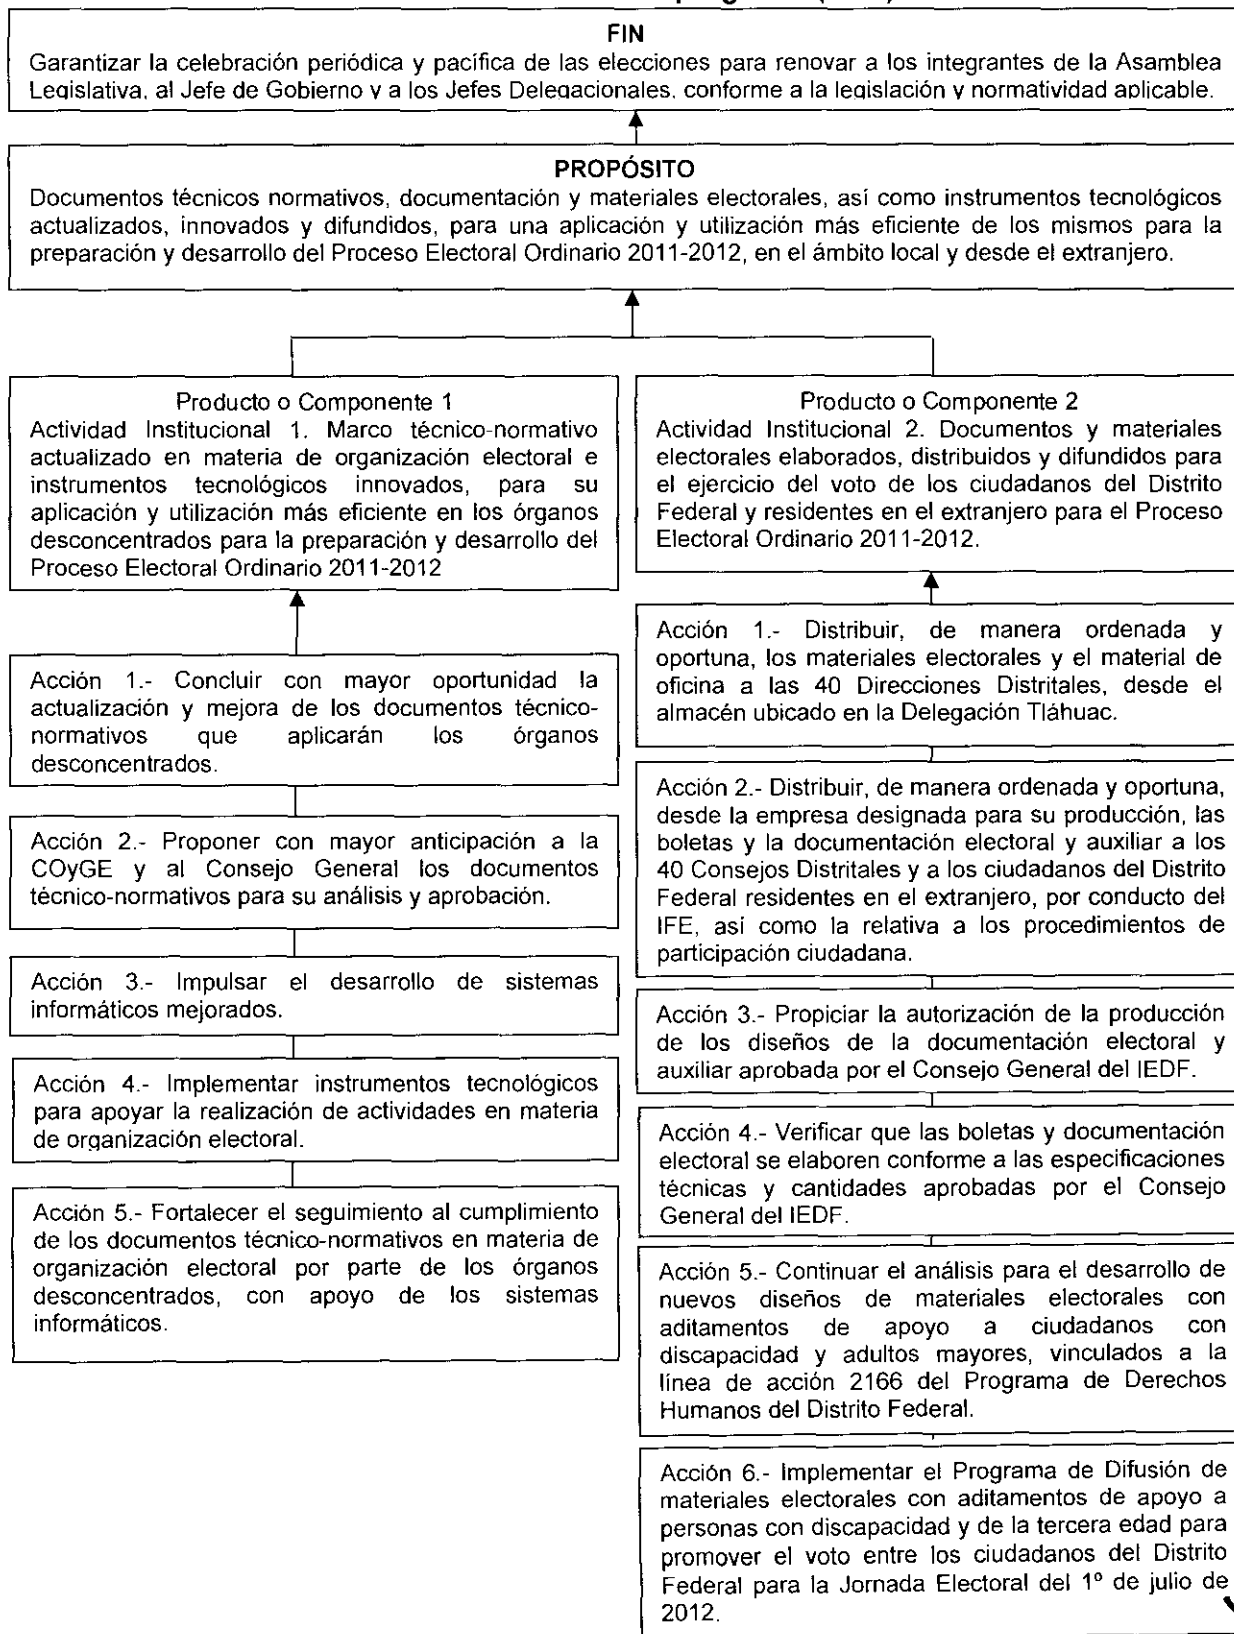 FIN
Garantizar la celebración periódica y pacífica de las elecciones para renovar a los integrantes de la Asamblea
Legislativa, al Jefe de Gobierno y a los Jefes Delegacionales, conforme a la legislación y normatividad aplicable.
PROPÓSITO
Documentos técnicos normativos, documentación y materiales electorales, así como instrumentos tecnológicos
actualizados, innovados y difundidos, para una aplicación y utilización más eficiente de los mismos para la
preparación y desarrollo del Proceso Electoral Ordinario 2011-2012, en el ámbito local y desde el extranjero.
Producto o Componente 1
Actividad Institucional 1. Marco técnico-normativo
actualizado en materia de organización electoral e
instrumentos tecnológicos innovados, para su
aplicación y utilización más eficiente en los órganos
desconcentrados para la preparación y desarrollo del
Proceso Electoral Ordinario 2011-2012
Acción 1.- Concluir con mayor oportunidad la
actualización y mejora de los documentos técnico-
normativos que aplicarán los órganos
desconcentrados.
Acción 2.- Proponer con mayor anticipación a la
COyGE y al Consejo General los documentos
técnico-normativos para su análisis y aprobación.
Acción 3.- Impulsar el desarrollo de sistemas
informáticos mejorados.
Acción 4.- Implementar instrumentos tecnológicos
para apoyar la realización de actividades en materia
de organización electoral.
Acción 5.- Fortalecer el seguimiento al cumplimiento
de los documentos técnico-normativos en materia de
organización electoral por parte de los órganos
desconcentrados, con apoyo de los sistemas
informáticos.
Producto o Componente 2
Actividad Institucional 2. Documentos y materiales
electorales elaborados, distribuidos y difundidos para
el ejercicio del voto de los ciudadanos del Distrito
Federal y residentes en el extranjero para el Proceso
Electoral Ordinario 2011-2012.
Acción 1.- Distribuir, de manera ordenada y
oportuna, los materiales electorales y el material de
oficina a las 40 Direcciones Distritales, desde el
almacén ubicado en la Delegación Tláhuac.
Acción 2.- Distribuir, de manera ordenada y oportuna,
desde la empresa designada para su producción, las
boletas y la documentación electoral y auxiliar a los
40 Consejos Distritales y a los ciudadanos del Distrito
Federal residentes en el extranjero, por conducto del
IFE, así como la relativa a los procedimientos de
participación ciudadana.
Acción 3.- Propiciar la autorización de la producción
de los diseños de la documentación electoral y
auxiliar aprobada por el Consejo General del IEDF.
Acción 4.- Verificar que las boletas y documentación
electoral se elaboren conforme a las especificaciones
técnicas y cantidades aprobadas por el Consejo
General del IEDF.
Acción 5.- Continuar el análisis para el desarrollo de
nuevos diseños de materiales electorales con
aditamentos de apoyo a ciudadanos con
discapacidad y adultos mayores, vinculados a la
línea de acción 2166 del Programa de Derechos
Humanos del Distrito Federal.
Acción 6.- Implementar el Programa de Difusión de
materiales electorales con aditamentos de apoyo a
personas con discapacidad y de la tercera edad para
promover el voto entre los ciudadanos del Distrito
Federal para la Jornada Electoral del 1º de julio de
2012.